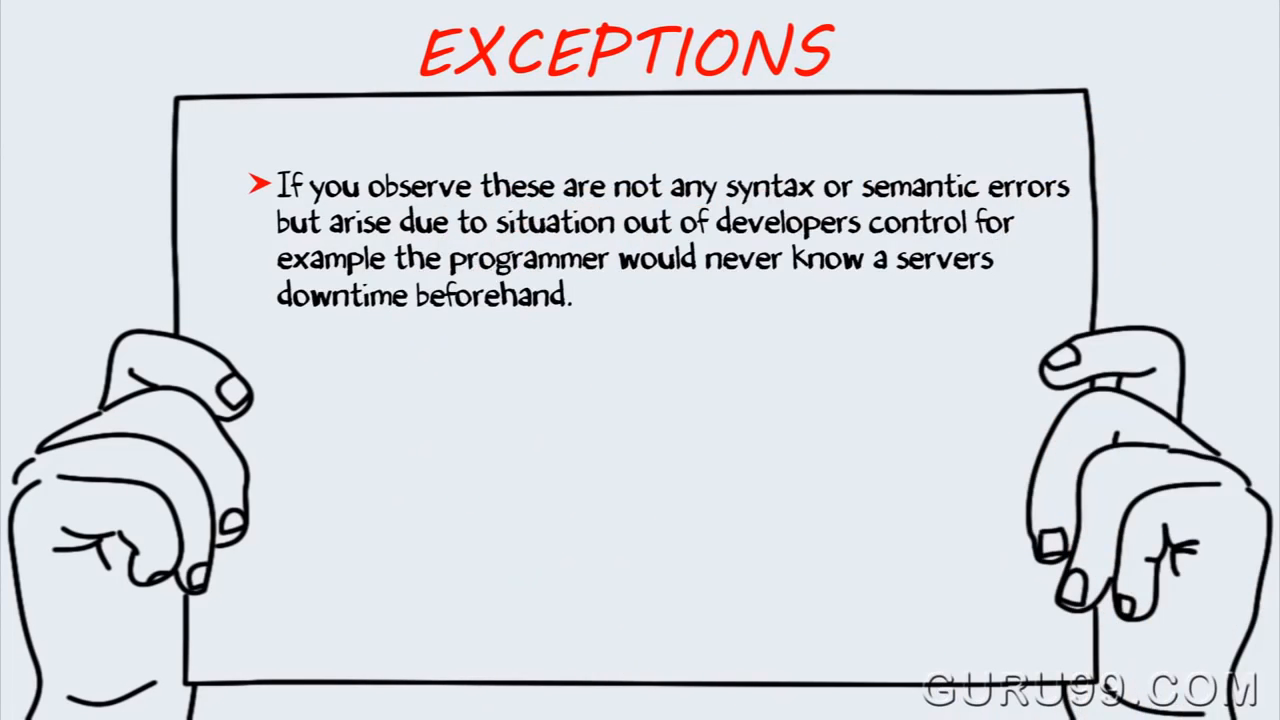 EXCEPTIONS
If you observe these are not any syntax or semantic errors
but arise due to situation out of developers control for
example the programmer would never know a servers
downtime beforehand.
GURU99.COM